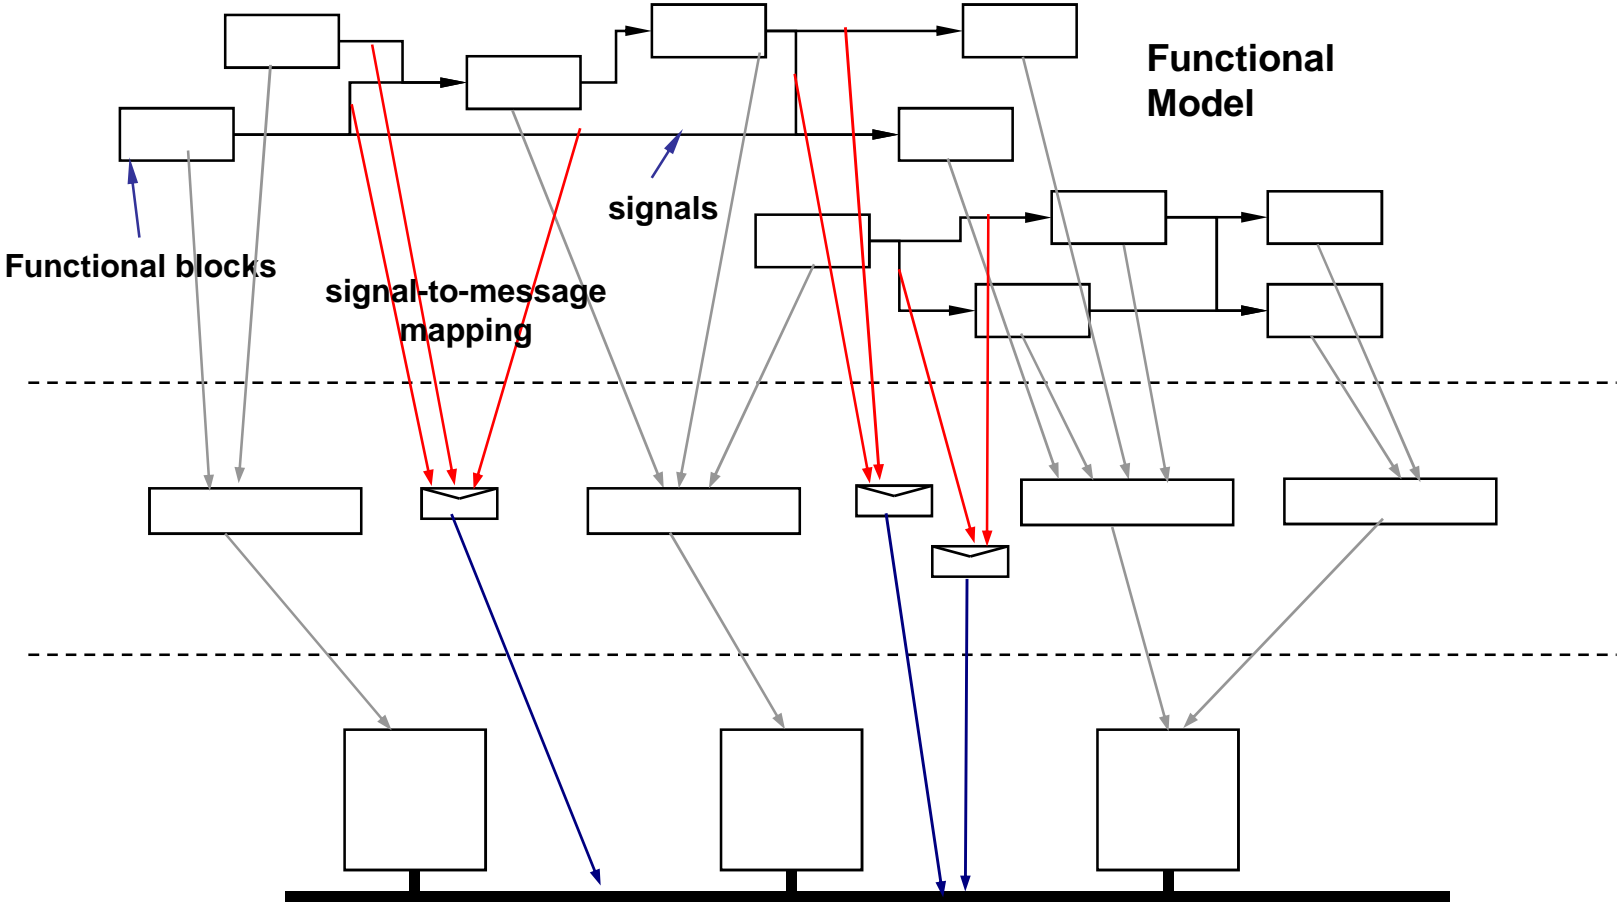 Functional
Model
signals
Functional blocks
signal-to-message
mapping